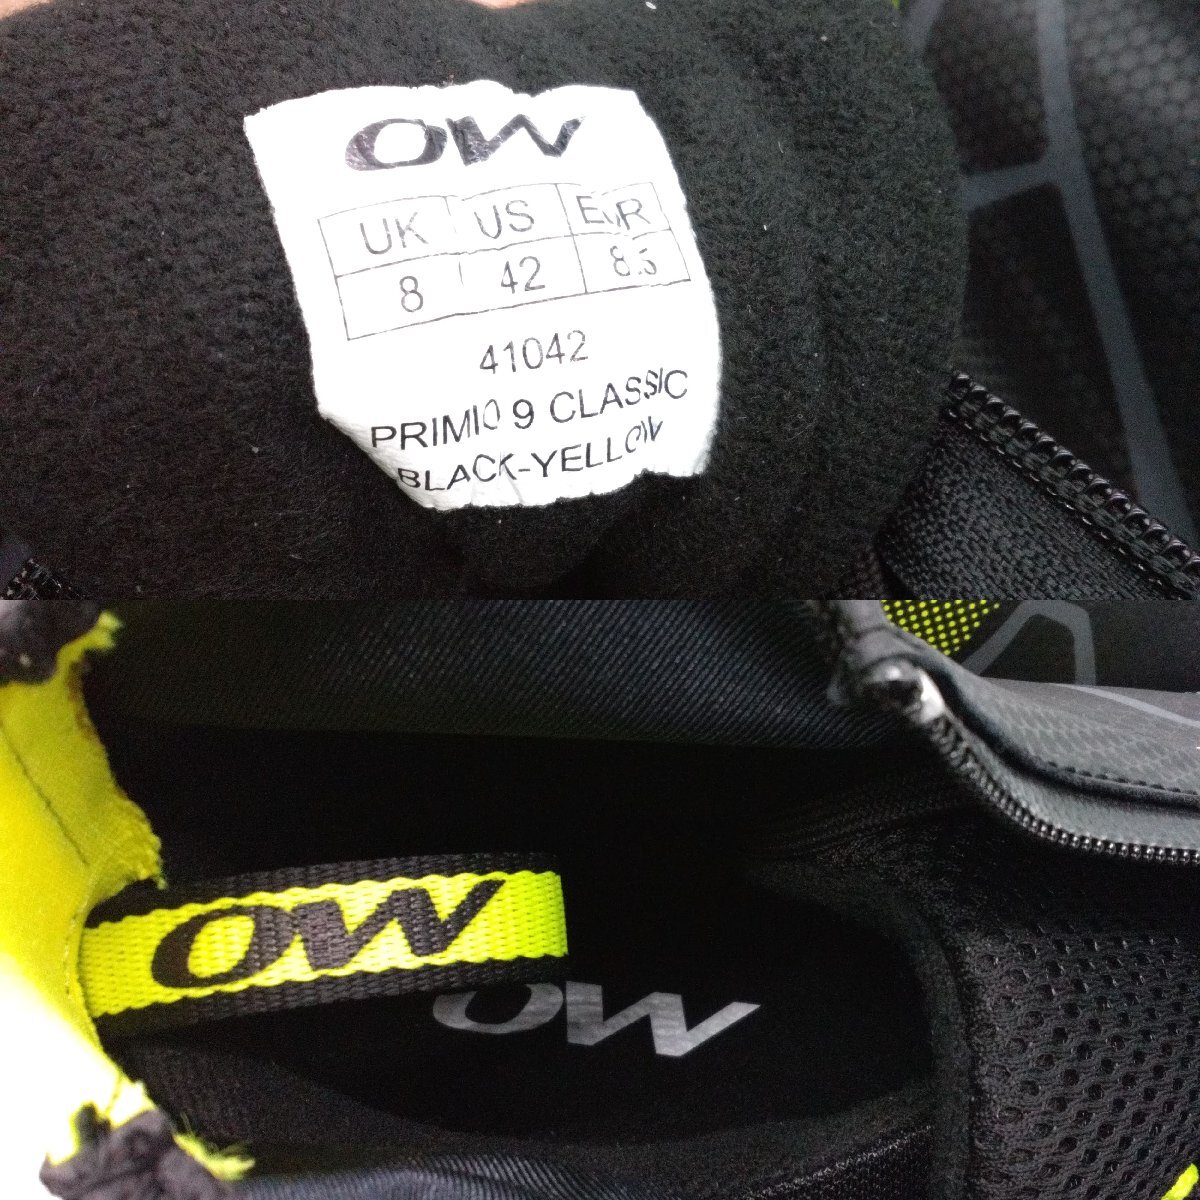 OW
UK US EUR
8 42 8.5
41042
PRIMIO 9 CLASSIC
BLACK-YELLOW
OW
OW